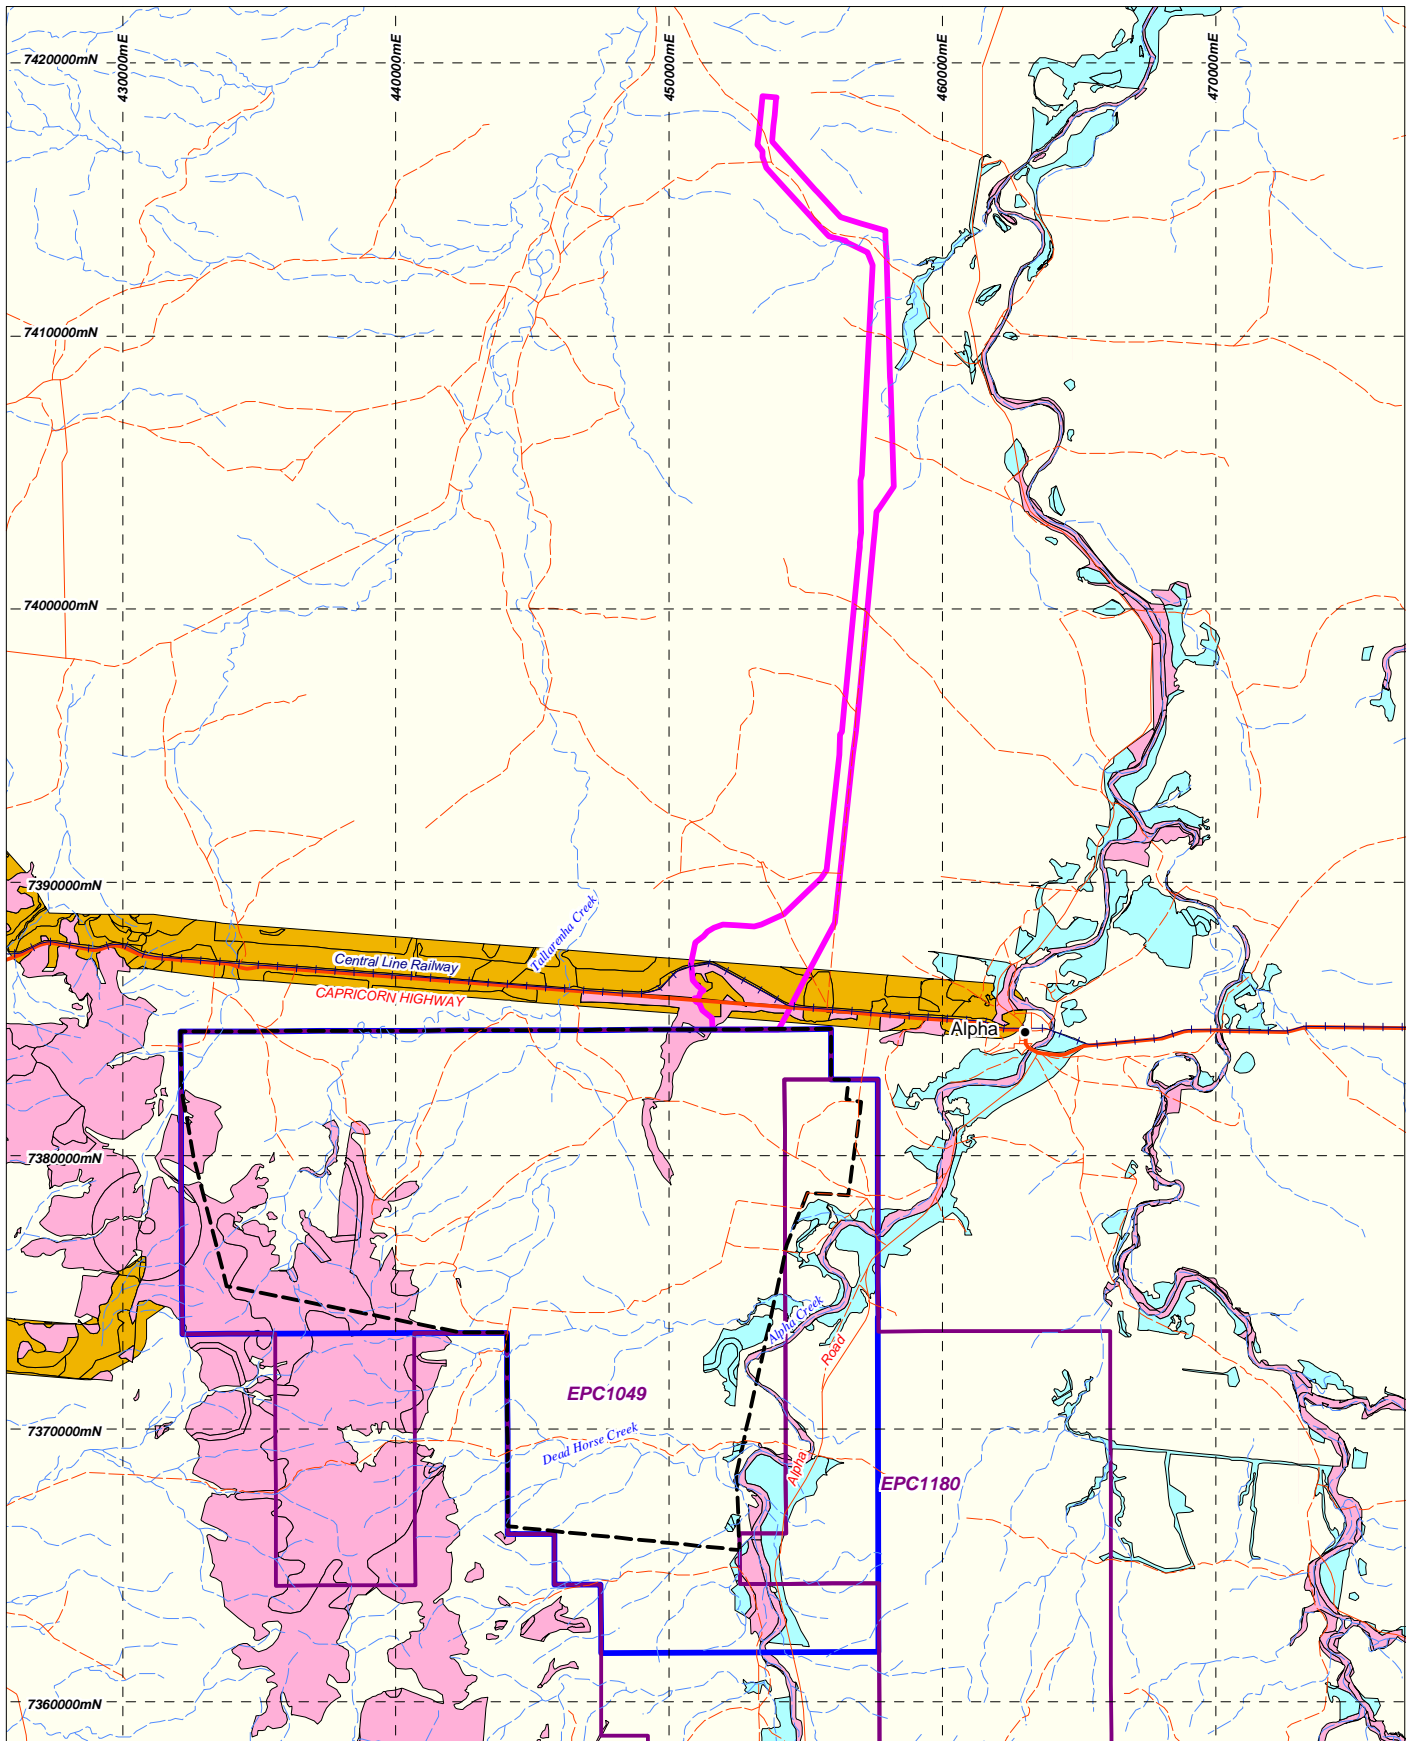 430000mE
440000mE
450000mE
460000mE
470000mE
7420000mN
7410000mN
7400000mN
7390000mN
Tallarenha Creek
Central Line Railway
CAPRICORN HIGHWAY
Alpha
7380000mN
Alpha Creek
Road
EPC1049
7370000mN
Dead Horse Creek
Alpha
EPC1180
7360000mN